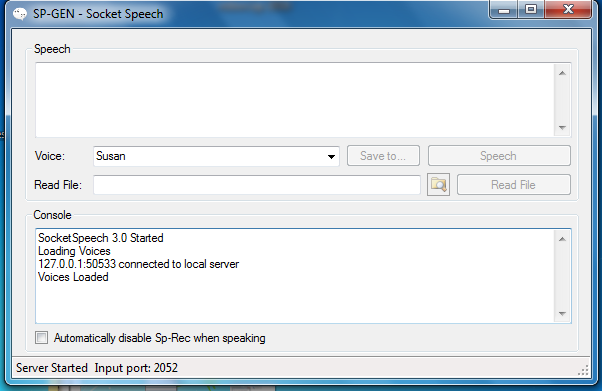 SP-GEN - Socket Speech
Speech
Voice: Susan Save to... Speech
Read File: Read File
Console
SocketSpeech 3.0 Started
Loading Voices
127.0.0.1:50533 connected to local server
Voices Loaded
Automatically disable Sp-Rec when speaking
Server Started Input port: 2052